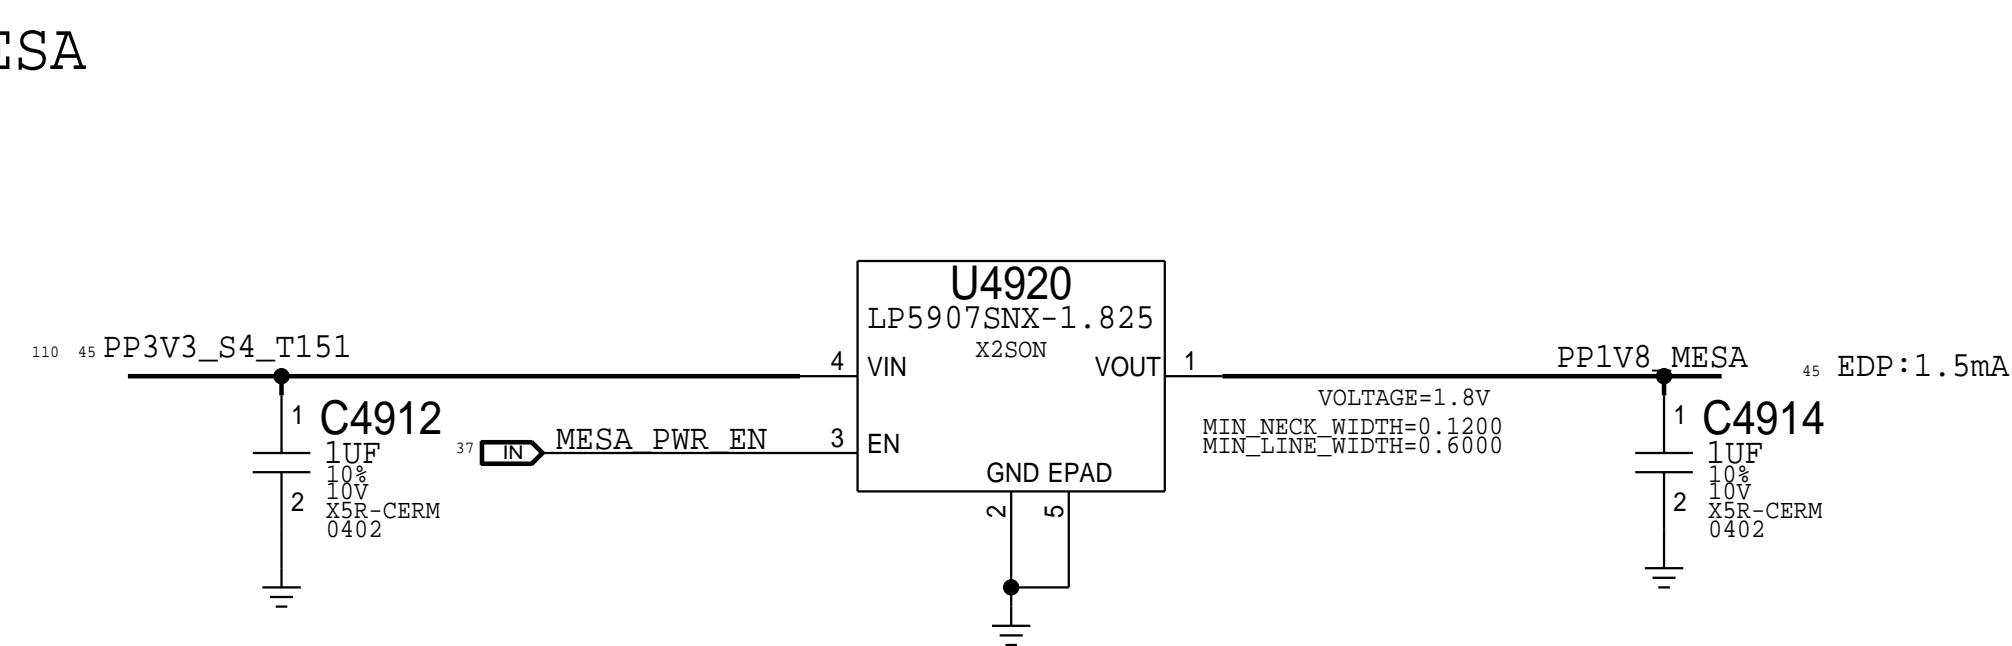 ESA
U4920
LP5907SNX-1.825
X2SON
110 45 PP3V3_S4_T151
4 VIN
VOUT 1
PP1V8_MESA
45 EDP:1.5mA
VOLTAGE=1.8V
MIN_NECK_WIDTH=0.1200
MIN_LINE_WIDTH=0.6000
1 C4912
1UF
10%
10V
2 X5R-CERM
0402
37 IN MESA_PWR_EN 3 EN
GND EPAD
2 5
1 C4914
1UF
10%
10V
2 X5R-CERM
0402